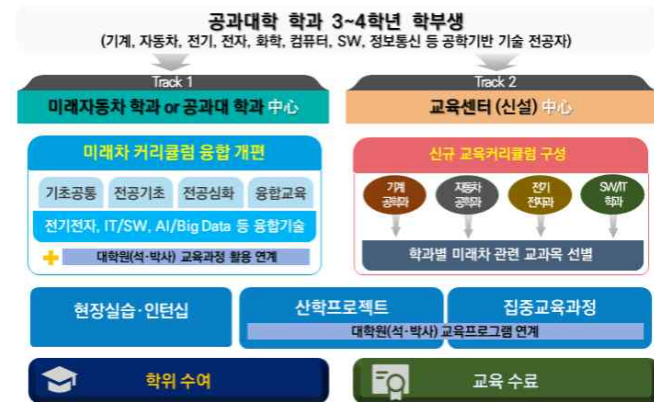 공과대학 학과 3~4학년 학부생
(기계, 자동차, 전기, 전자, 화학, 컴퓨터, SW, 정보통신 등 공학기반 기술 전공자)
Track 1
미래자동차 학과 or 공과대 학과 中心
미래차 커리큘럼 융합 개편
기초공통 전공기초 전공심화 융합교육
전기전자, IT/SW, AI/Big Data 등 융합기술
대학원(석·박사) 교육과정 활용 연계
Track 2
교육센터 (신설) 中心
신규 교육커리큘럼 구성
기계
공학과
자동차
공학과
전기
전자과
SW/IT
학과
학과별 미래차 관련 교과목 선별
현장실습·인턴십
산학프로젝트
집중교육과정
대학원(석·박사) 교육프로그램 연계
학위 수여
교육 수료